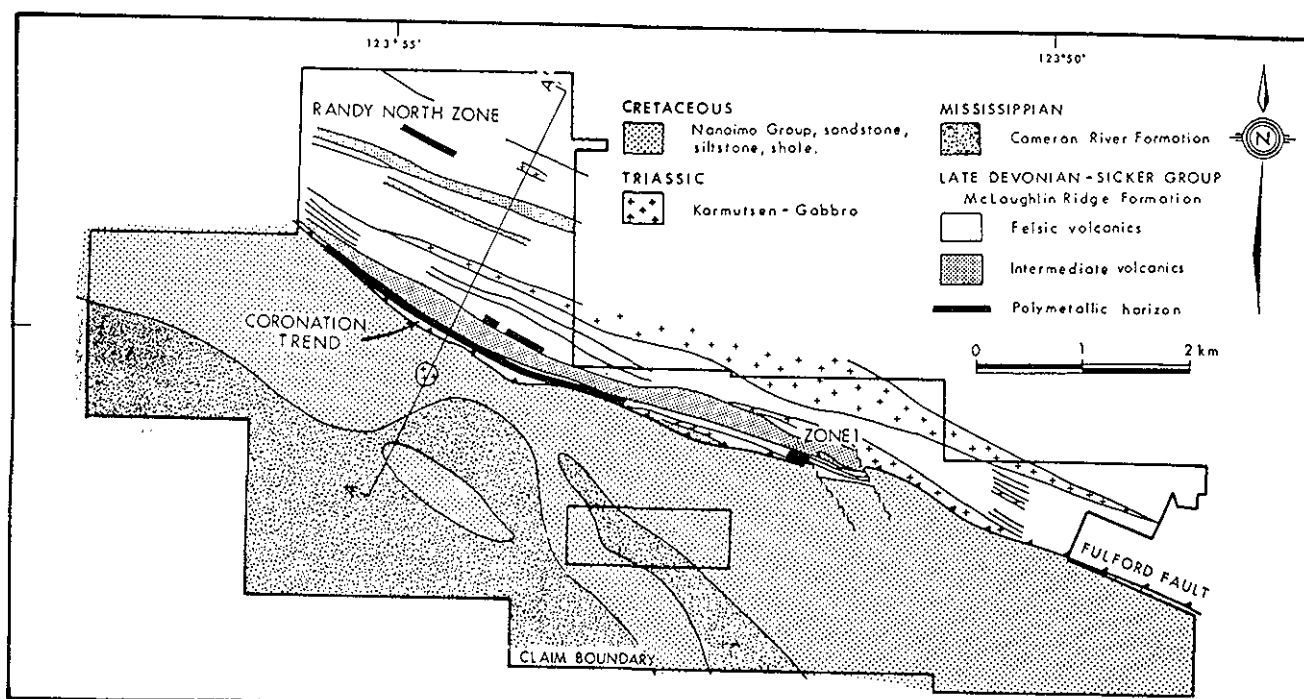 123° 55'
123° 50'
RANDY NORTH ZONE
A'
CRETACEOUS
Nanaimo Group, sandstone,
siltstone, shale.
TRIASSIC
Karmutsen - Gabbro
MISSISSIPPIAN
Cameron River Formation
LATE DEVONIAN - SICKER GROUP
McLaughlin Ridge Formation
Felsic volcanics
Intermediate volcanics
Polymetallic horizon
0 1 2 km
N
CORONATION
TREND
ZONE 1
A
FULFORD FAULT
CLAIM BOUNDARY